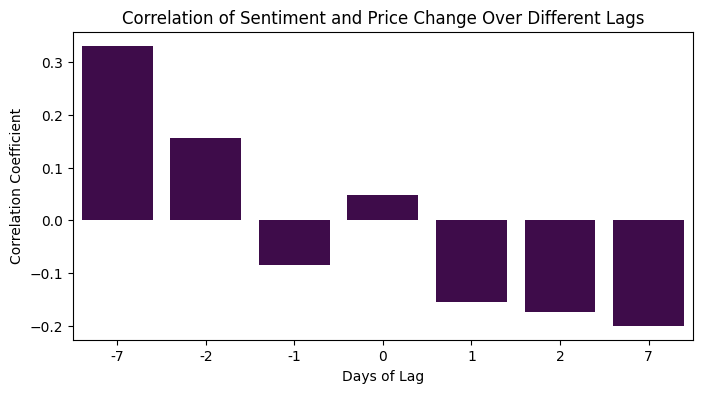 Correlation of Sentiment and Price Change Over Different Lags
Correlation Coefficient
0.3
0.2
0.1
0.0
−0.1
−0.2
-7 -2 -1 0 1 2 7
Days of Lag